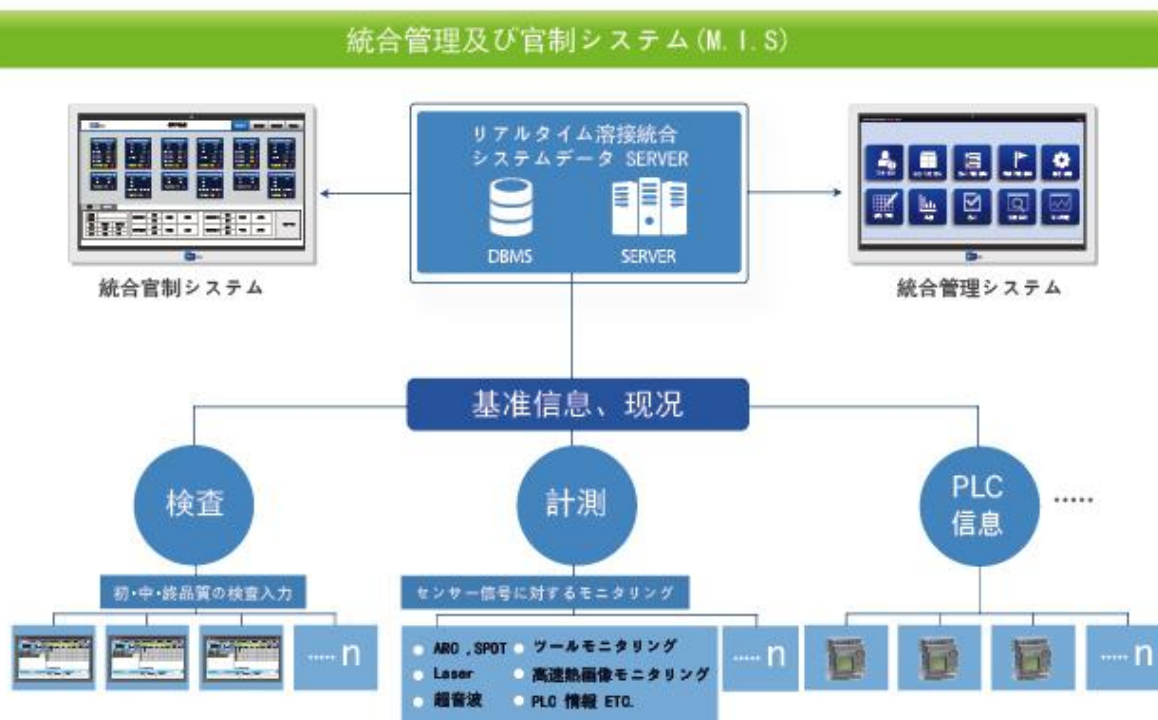 統合管理及び官制システム(M.I.S)
リアルタイム溶接統合
システムデータ SERVER
DBMS
SERVER
統合官制システム
統合管理システム
基准信息、现况
検査
計測
PLC
信息
.....
初・中・終品質の検査入力
センサー信号に対するモニタリング
..... n
ARC ,SPOT
ツールモニタリング
Laser
高速熱画像モニタリング
超音波
PLC 情報 ETC.
..... n
..... n